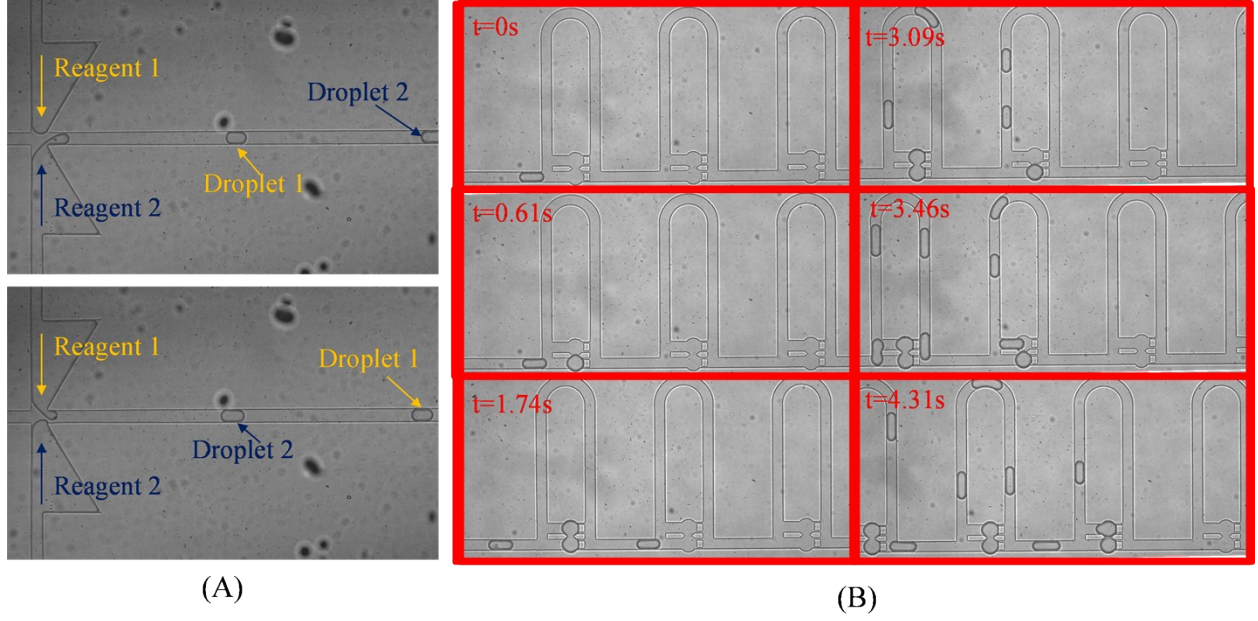 Reagent 1
Droplet 2
Droplet 1
Reagent 2
Reagent 1
Droplet 1
Droplet 2
Reagent 2
(A)
t=0s
t=3.09s
t=0.61s
t=3.46s
t=1.74s
t=4.31s
(B)